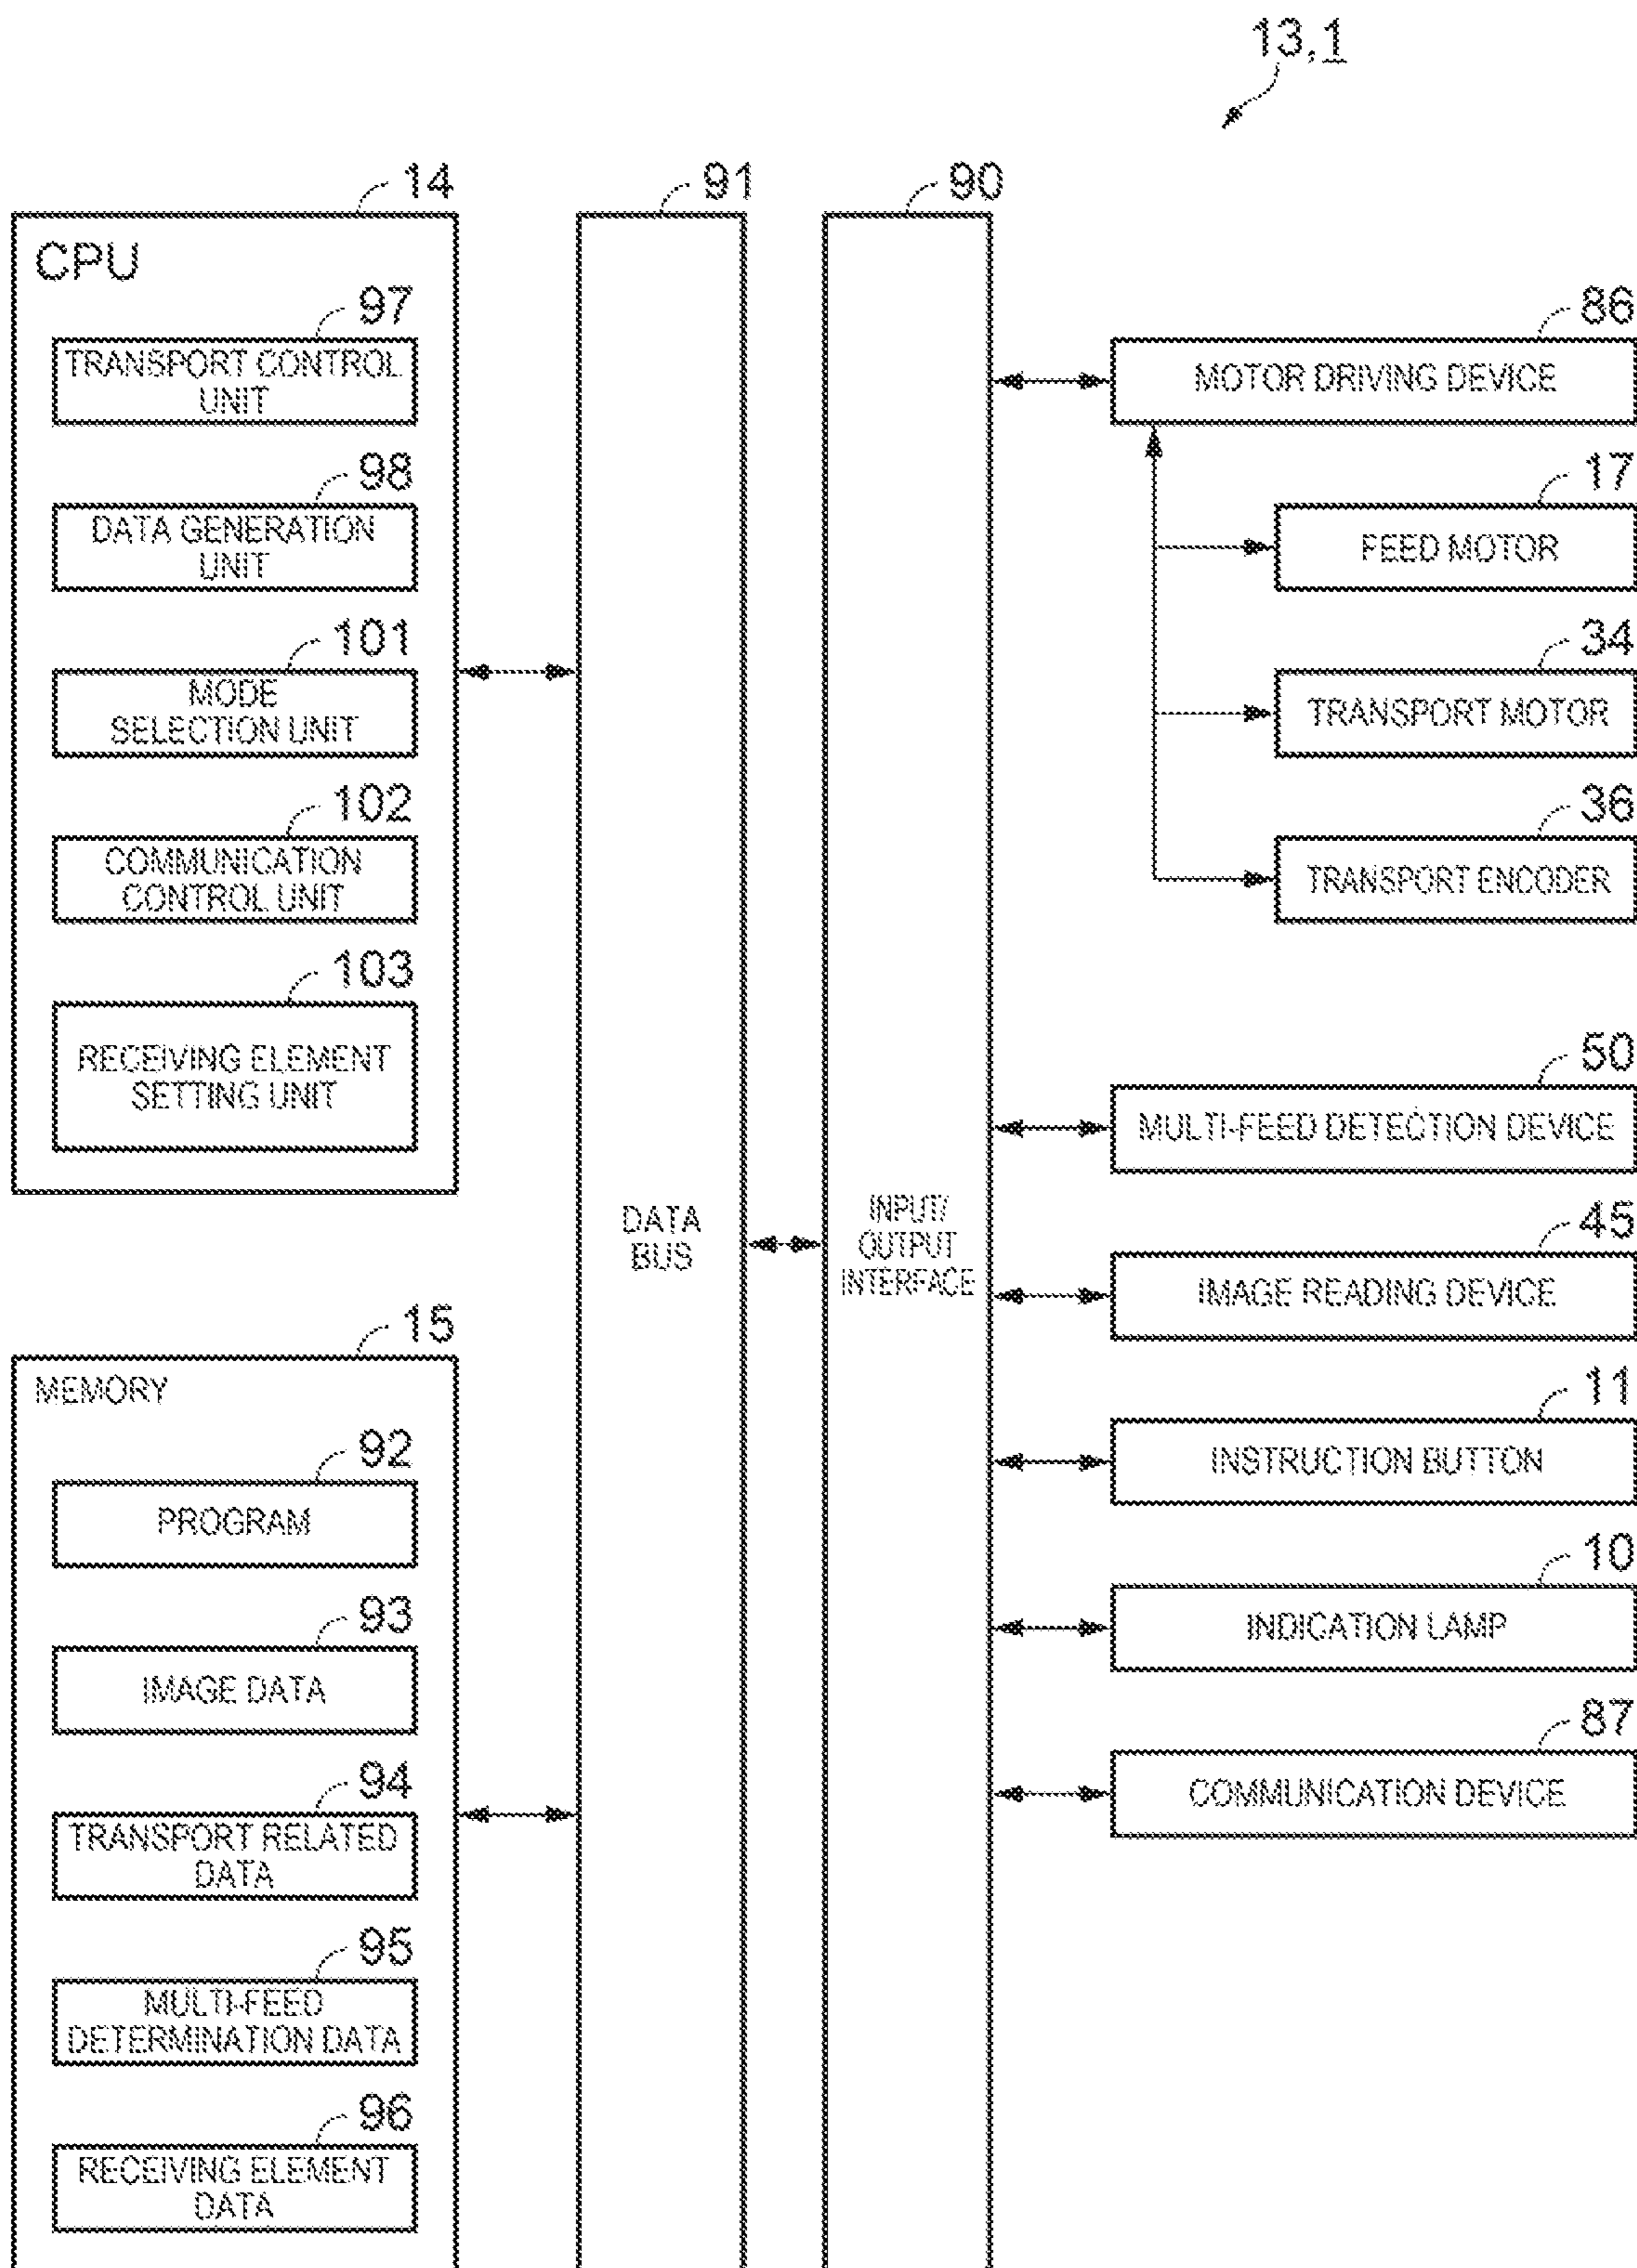 13,1
14
CPU
97
TRANSPORT CONTROL
UNIT
98
DATA GENERATION
UNIT
101
MODE
SELECTION UNIT
102
COMMUNICATION
CONTROL UNIT
103
RECEIVING ELEMENT
SETTING UNIT
15
MEMORY
92
PROGRAM
93
IMAGE DATA
94
TRANSPORT RELATED
DATA
95
MULTI-FEED
DETERMINATION DATA
96
RECEIVING ELEMENT
DATA
91
DATA
BUS
90
INPUT/
OUTPUT
INTERFACE
86
MOTOR DRIVING DEVICE
17
FEED MOTOR
34
TRANSPORT MOTOR
36
TRANSPORT ENCODER
50
MULTI-FEED DETECTION DEVICE
45
IMAGE READING DEVICE
11
INSTRUCTION BUTTON
10
INDICATION LAMP
87
COMMUNICATION DEVICE